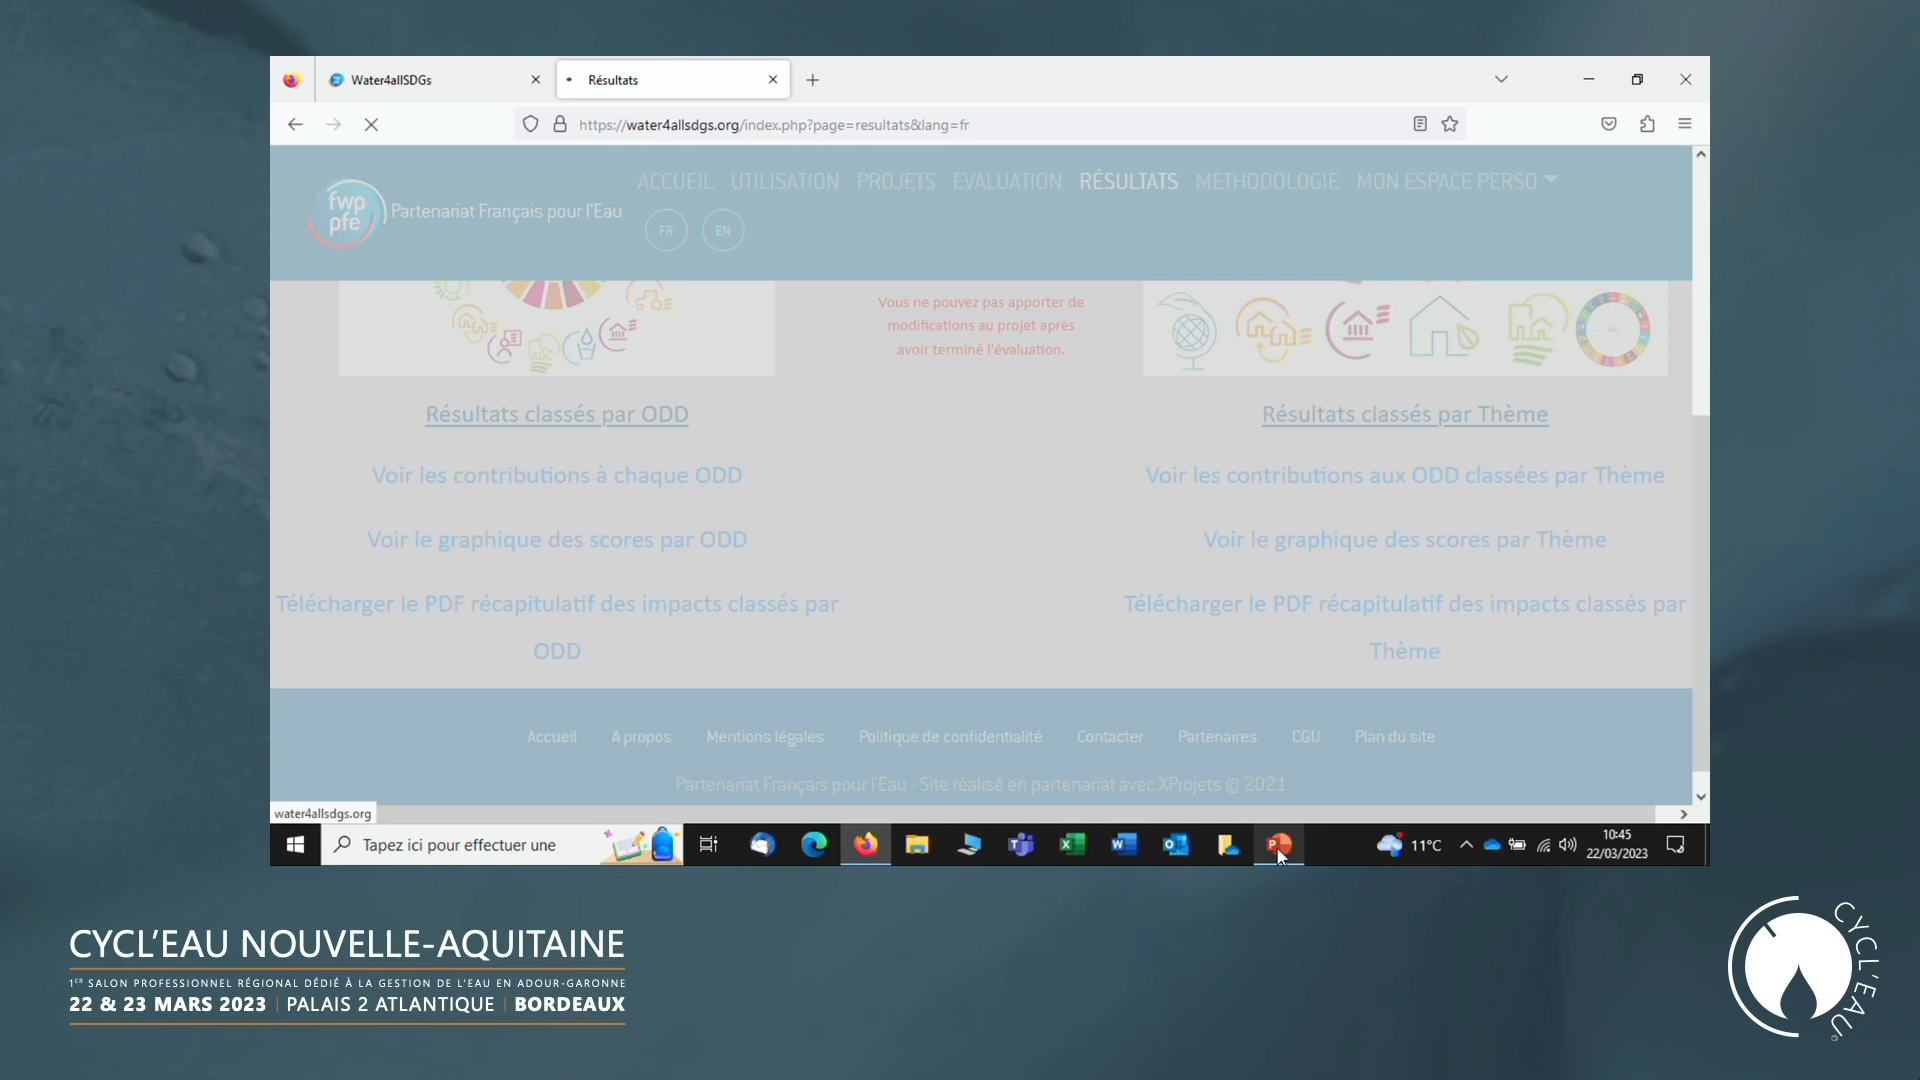 Water4allSDGs
Résultats
https://water4allsdgs.org/index.php?page=resultats&lang=fr
fwp
pfe
Partenariat Français pour l'Eau
ACCUEIL UTILISATION PROJETS EVALUATION RÉSULTATS MÉTHODOLOGIE MON ESPACE PERSO
FR EN
Vous ne pouvez pas apporter de
modifications au projet après
avoir terminé l'évaluation.
Résultats classés par ODD
Voir les contributions à chaque ODD
Voir le graphique des scores par ODD
Télécharger le PDF récapitulatif des impacts classés par
ODD
Résultats classés par Thème
Voir les contributions aux ODD classées par Thème
Voir le graphique des scores par Thème
Télécharger le PDF récapitulatif des impacts classés par
Thème
Accueil A propos Mentions légales Politique de confidentialité Contacter Partenaires CGU Plan du site
Partenariat Français pour l'Eau - Site réalisé en partenariat avec XProjets © 2021
water4allsdgs.org
Tapez ici pour effectuer une
11°C
10:45
22/03/2023
CYCL'EAU NOUVELLE-AQUITAINE
1ER SALON PROFESSIONNEL RÉGIONAL DÉDIÉ À LA GESTION DE L'EAU EN ADOUR-GARONNE
22 & 23 MARS 2023 | PALAIS 2 ATLANTIQUE | BORDEAUX
CYCL'EAU